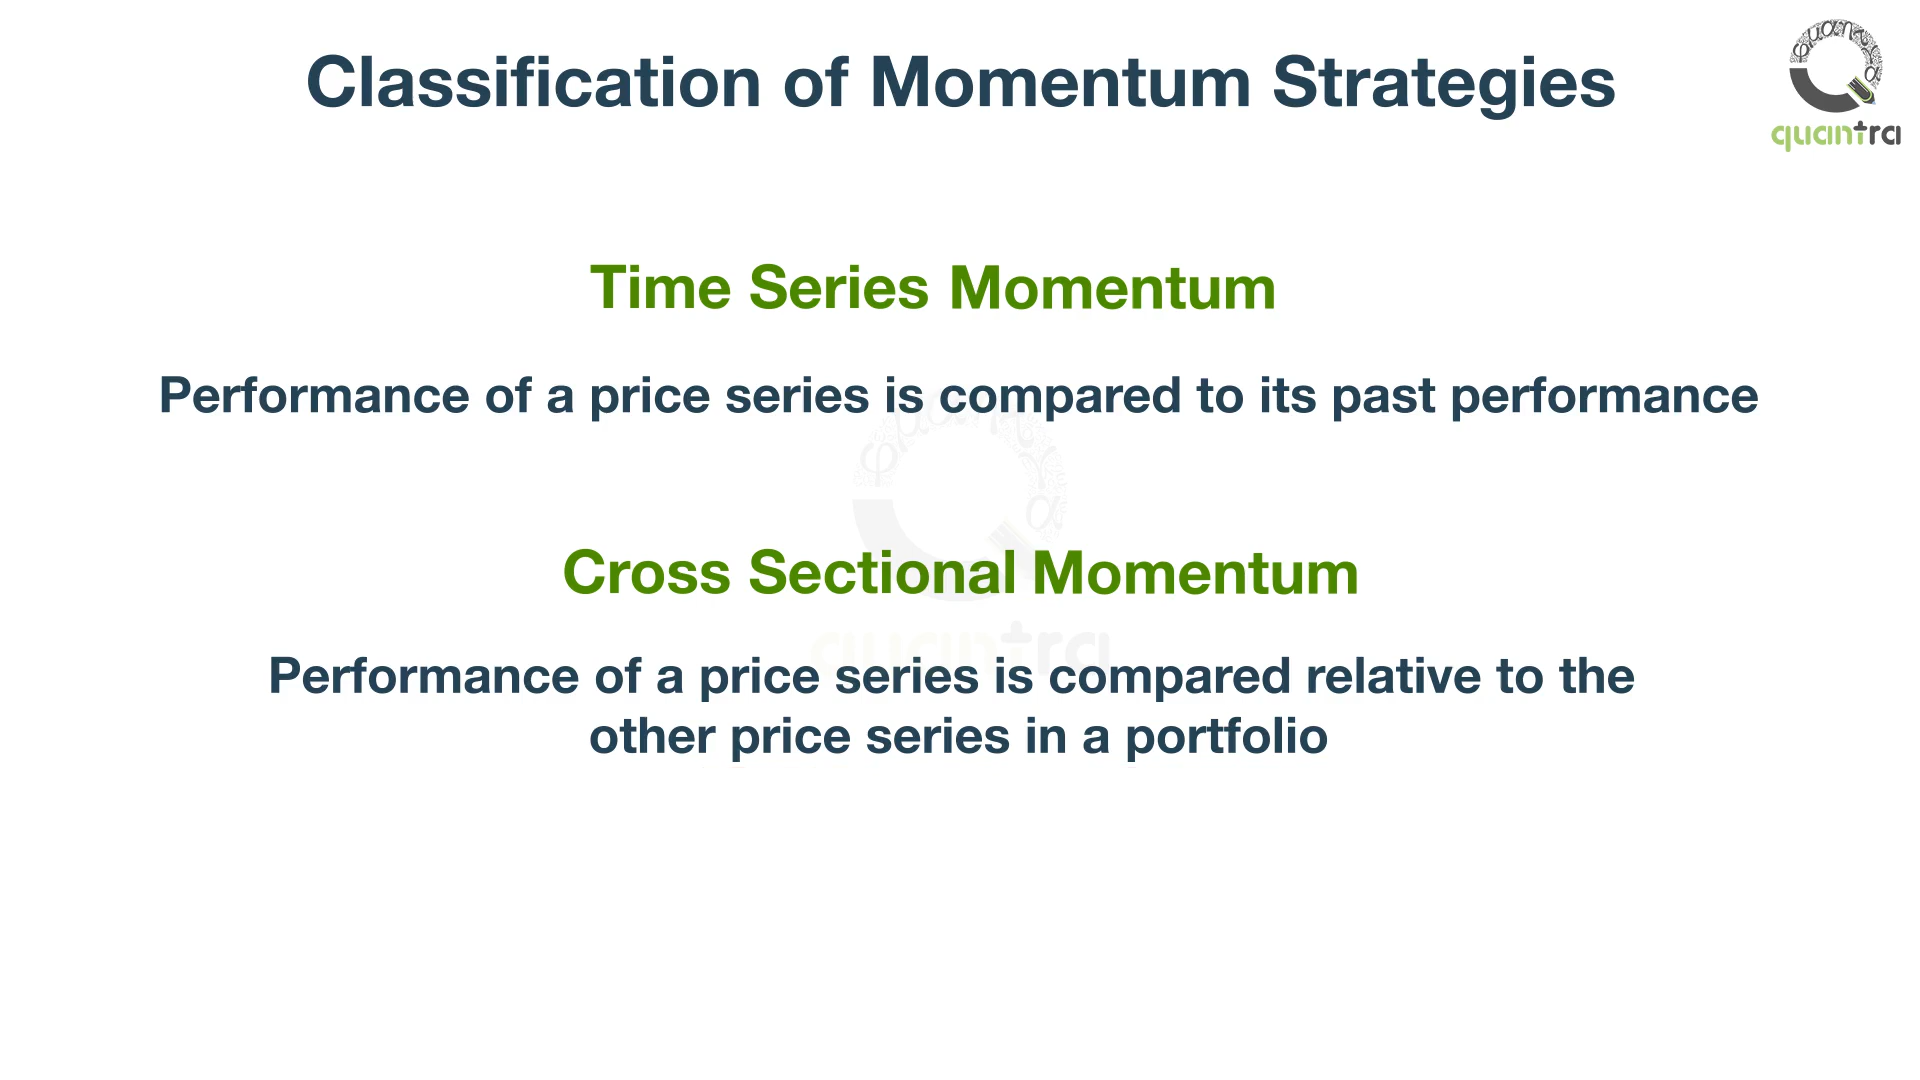 Classification of Momentum Strategies
quantra
Time Series Momentum
Performance of a price series is compared to its past performance
Cross Sectional Momentum
quantra
Performance of a price series is compared relative to the
other price series in a portfolio